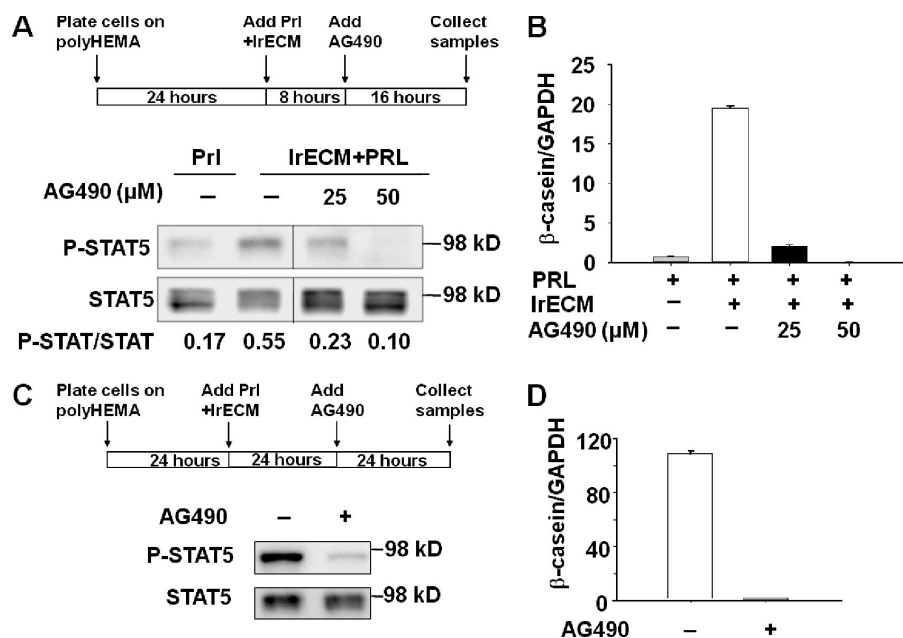 A
Plate cells on
polyHEMA
Add Prl
+lrECM
Add
AG490
Collect
samples
24 hours
8 hours
16 hours
Prl
lrECM+PRL
AG490 (μM)
–
–
25
50
P-STAT5
98 kD
STAT5
98 kD
P-STAT/STAT
0.17
0.55
0.23
0.10
B
β-casein/GAPDH
25
20
15
10
5
0
PRL + + + +
lrECM – + + +
AG490 (μM) – – 25 50
C
Plate cells on
polyHEMA
Add Prl
+lrECM
Add
AG490
Collect
samples
24 hours
24 hours
24 hours
AG490 – +
P-STAT5
98 kD
STAT5
98 kD
D
β-casein/GAPDH
120
80
40
0
AG490 – +